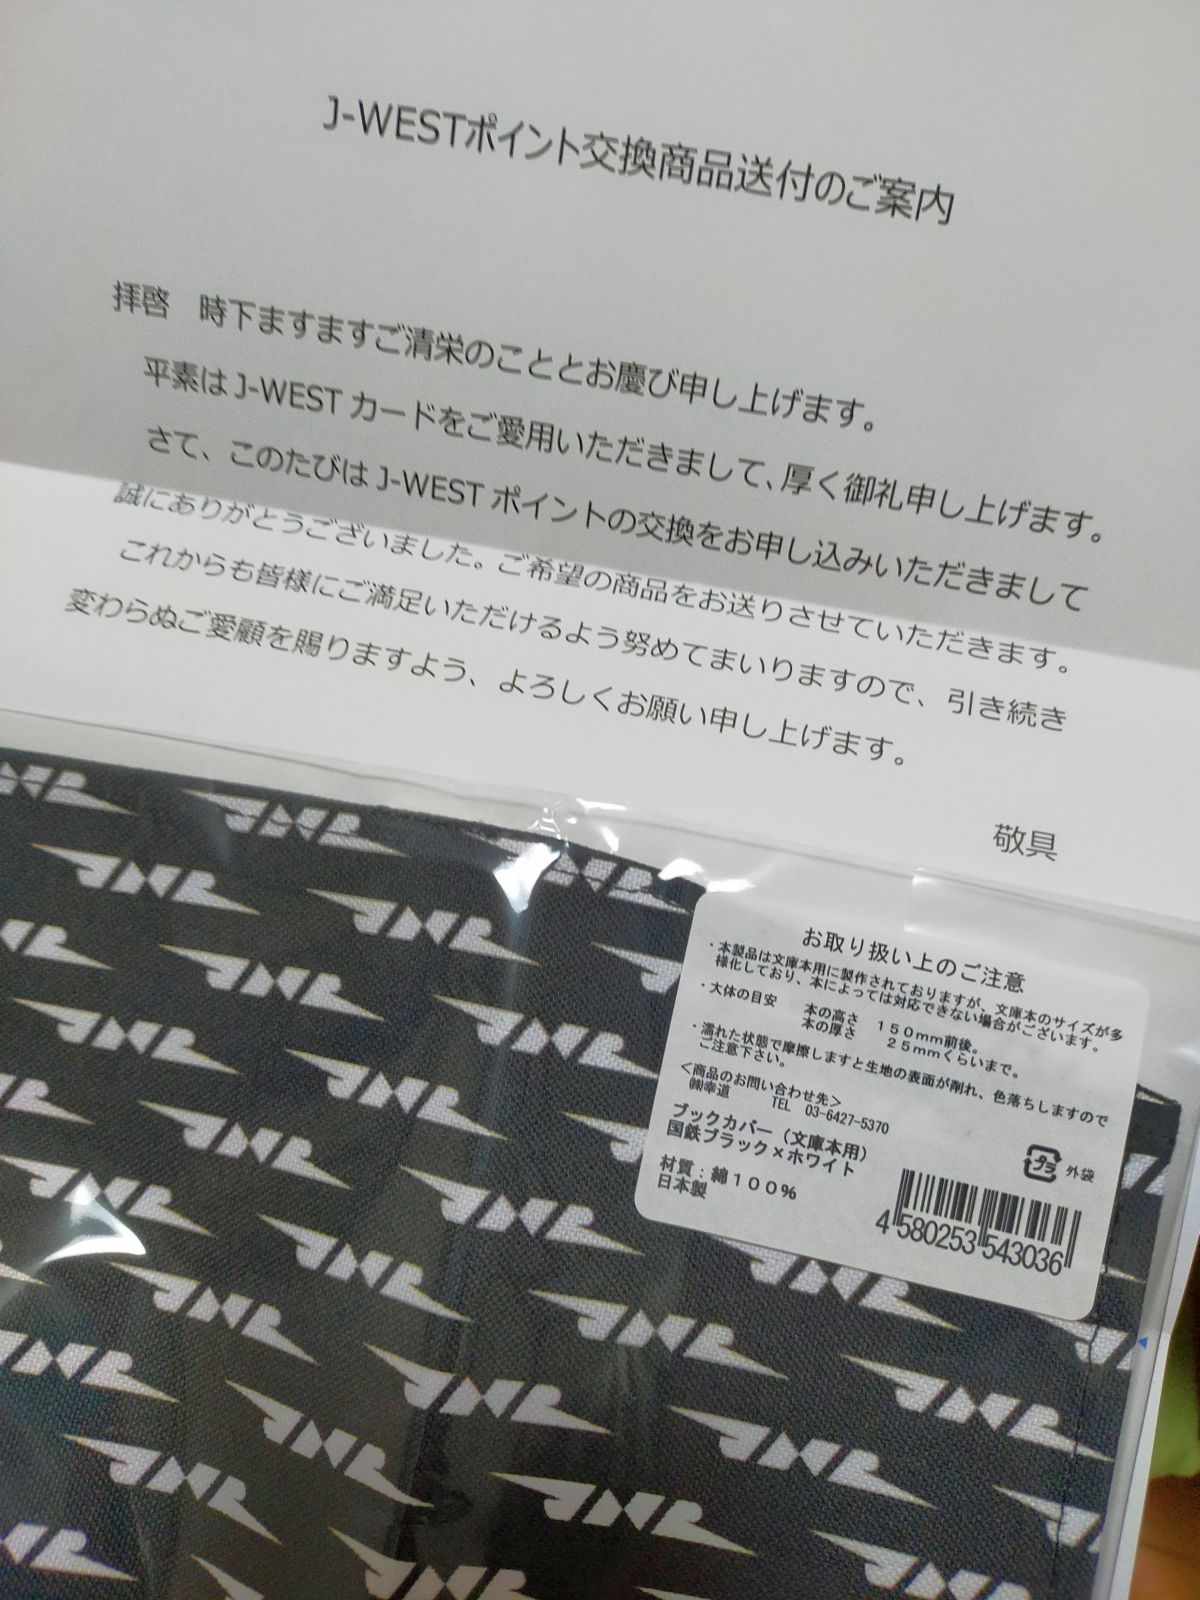 J-WESTポイント交換商品送付のご案内
拝啓　時下ますますご清栄のこととお慶び申し上げます。
平素は J-WEST カードをご愛用いただきまして、厚く御礼申し上げます。
さて、このたびは J-WEST ポイントの交換をお申し込みいただきまして
誠にありがとうございました。ご希望の商品をお送りさせていただきます。
これからも皆様にご満足いただけるよう努めてまいりますので、引き続き
変わらぬご愛顧を賜りますよう、よろしくお願い申し上げます。
敬具
お取り扱い上のご注意
・本製品は文庫本用に製作されておりますが、文庫本のサイズが多
様化しており、本によっては対応できない場合がございます。
・大体の目安　本の高さ　150mm前後。
本の厚さ　25mmくらいまで。
・濡れた状態で摩擦しますと生地の表面が削れ、色落ちしますので
ご注意下さい。
＜商品のお問い合わせ先＞
㈱幸道　TEL　03-6427-5370
ブックカバー（文庫本用）
国鉄ブラック×ホワイト
材質：綿100%
日本製
プラ 外袋
4 580253 543036
JNR